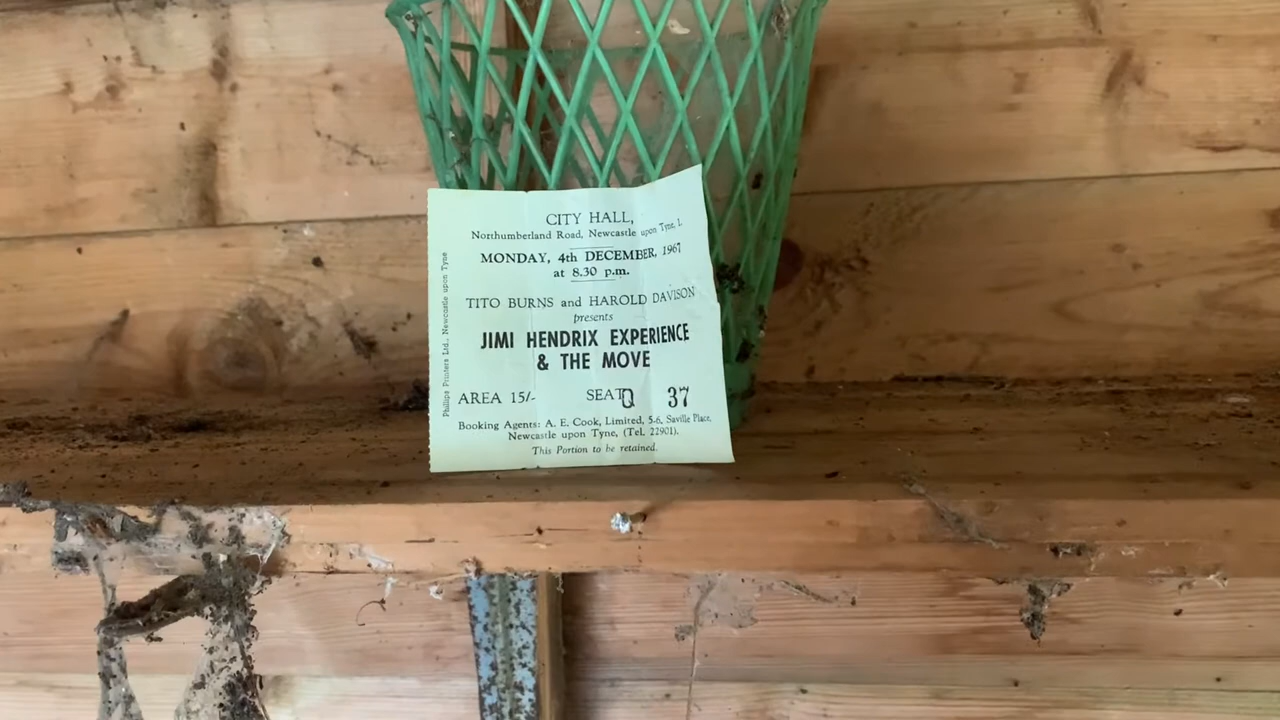 CITY HALL,
Northumberland Road, Newcastle upon Tyne, 1.
MONDAY, 4th DECEMBER, 1967
at 8.30 p.m.
TITO BURNS and HAROLD DAVISON
presents
JIMI HENDRIX EXPERIENCE
& THE MOVE
AREA 15/- SEAT Q 37
Booking Agents: A. E. Cook, Limited, 5-6, Saville Place,
Newcastle upon Tyne, (Tel. 22901).
This Portion to be retained.
Phillips Printers Ltd., Newcastle upon Tyne